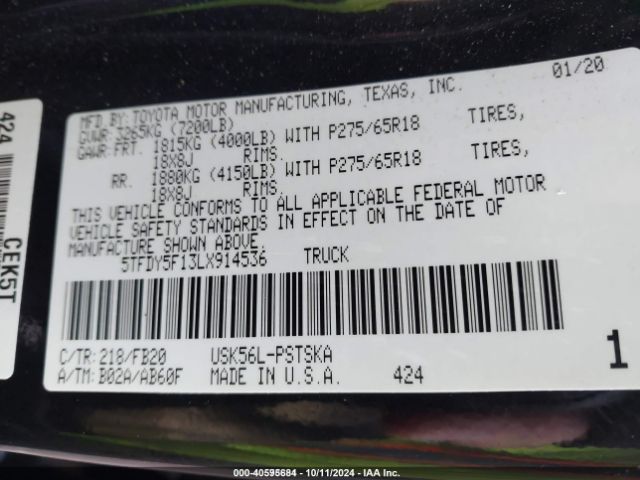 424
CEK5T
MFD.BY:TOYOTA MOTOR MANUFACTURING, TEXAS, INC. 01/20
GVWR:3265KG (7200LB)
GAWR:FRT. 1815KG (4000LB) WITH P275/65R18 TIRES,
18X8J RIMS.
RR. 1880KG (4150LB) WITH P275/65R18 TIRES,
18X8J RIMS.
THIS VEHICLE CONFORMS TO ALL APPLICABLE FEDERAL MOTOR
VEHICLE SAFETY STANDARDS IN EFFECT ON THE DATE OF
MANUFACTURE SHOWN ABOVE.
5TFDY5F13LX914536 TRUCK
C/TR:218/FB20 USK56L-PSTSKA
A/TM:B02A/AB60F MADE IN U.S.A. 424
1
000-40595684 - 10/11/2024 - IAA Inc.